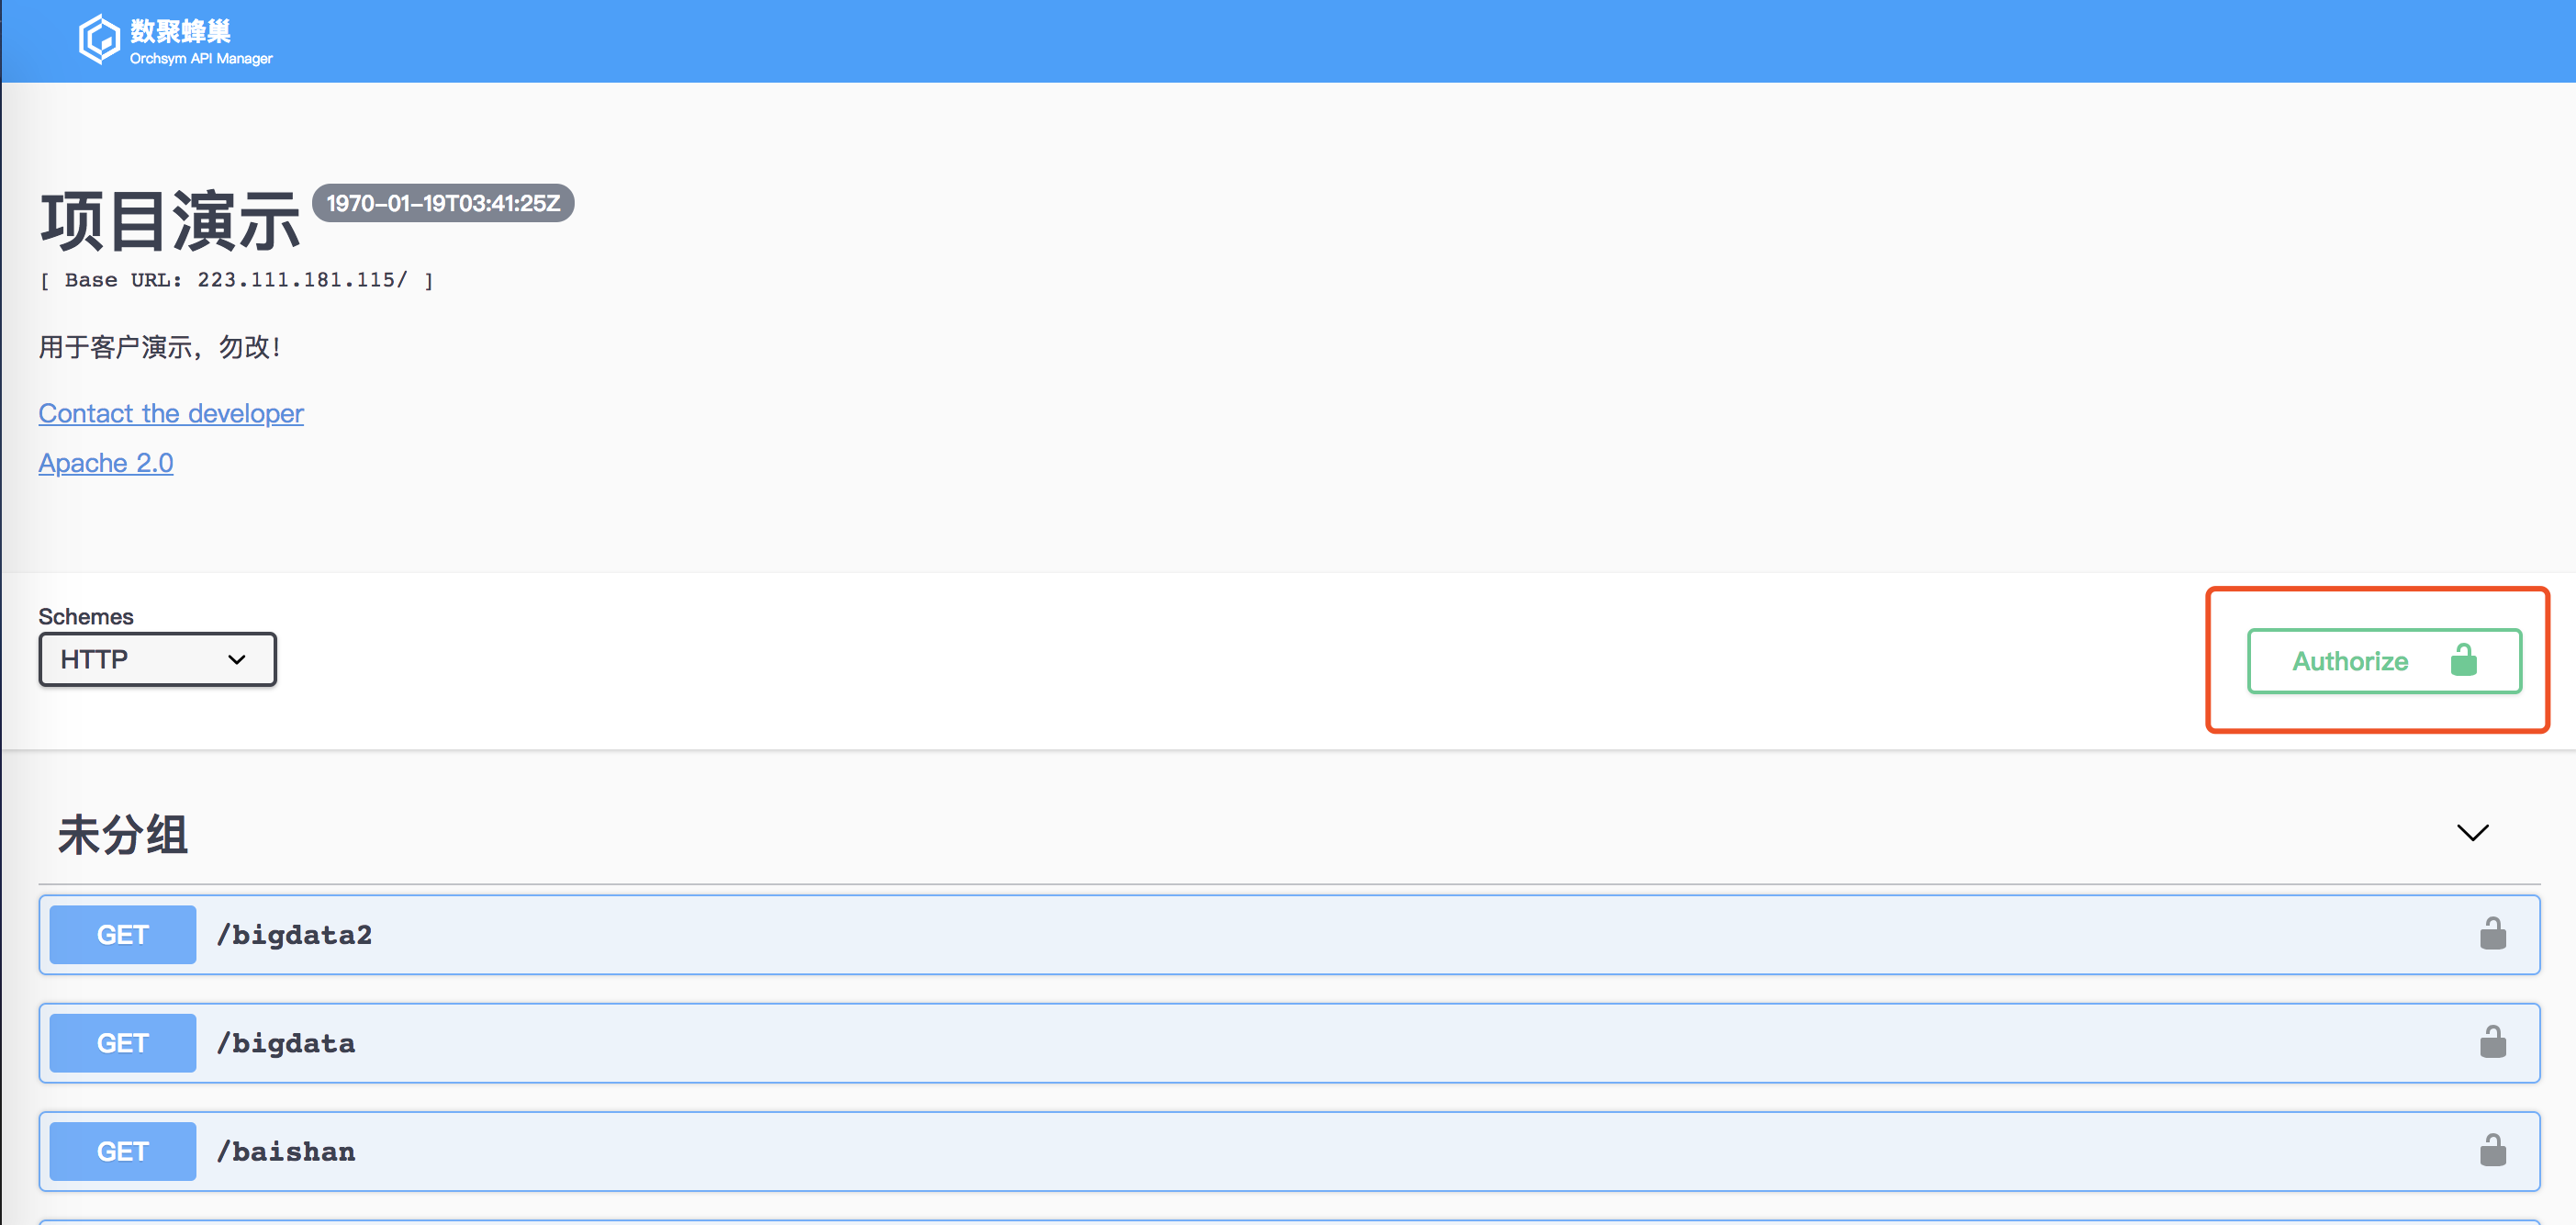 数聚蜂巢
Orchsym API Manager
项目演示 1970-01-19T03:41:25Z
[ Base URL: 223.111.181.115/ ]
用于客户演示，勿改！
Contact the developer
Apache 2.0
Schemes
HTTP
Authorize
未分组
GET /bigdata2
GET /bigdata
GET /baishan